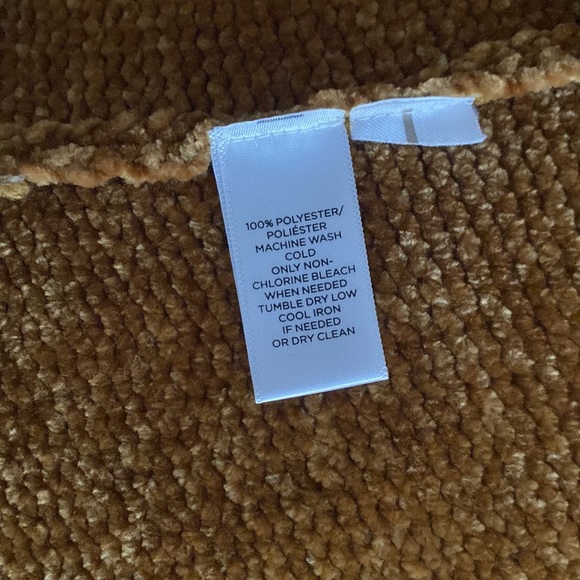 100% POLYESTER/
POLIÉSTER
MACHINE WASH
COLD
ONLY NON-
CHLORINE BLEACH
WHEN NEEDED
TUMBLE DRY LOW
COOL IRON
IF NEEDED
OR DRY CLEAN